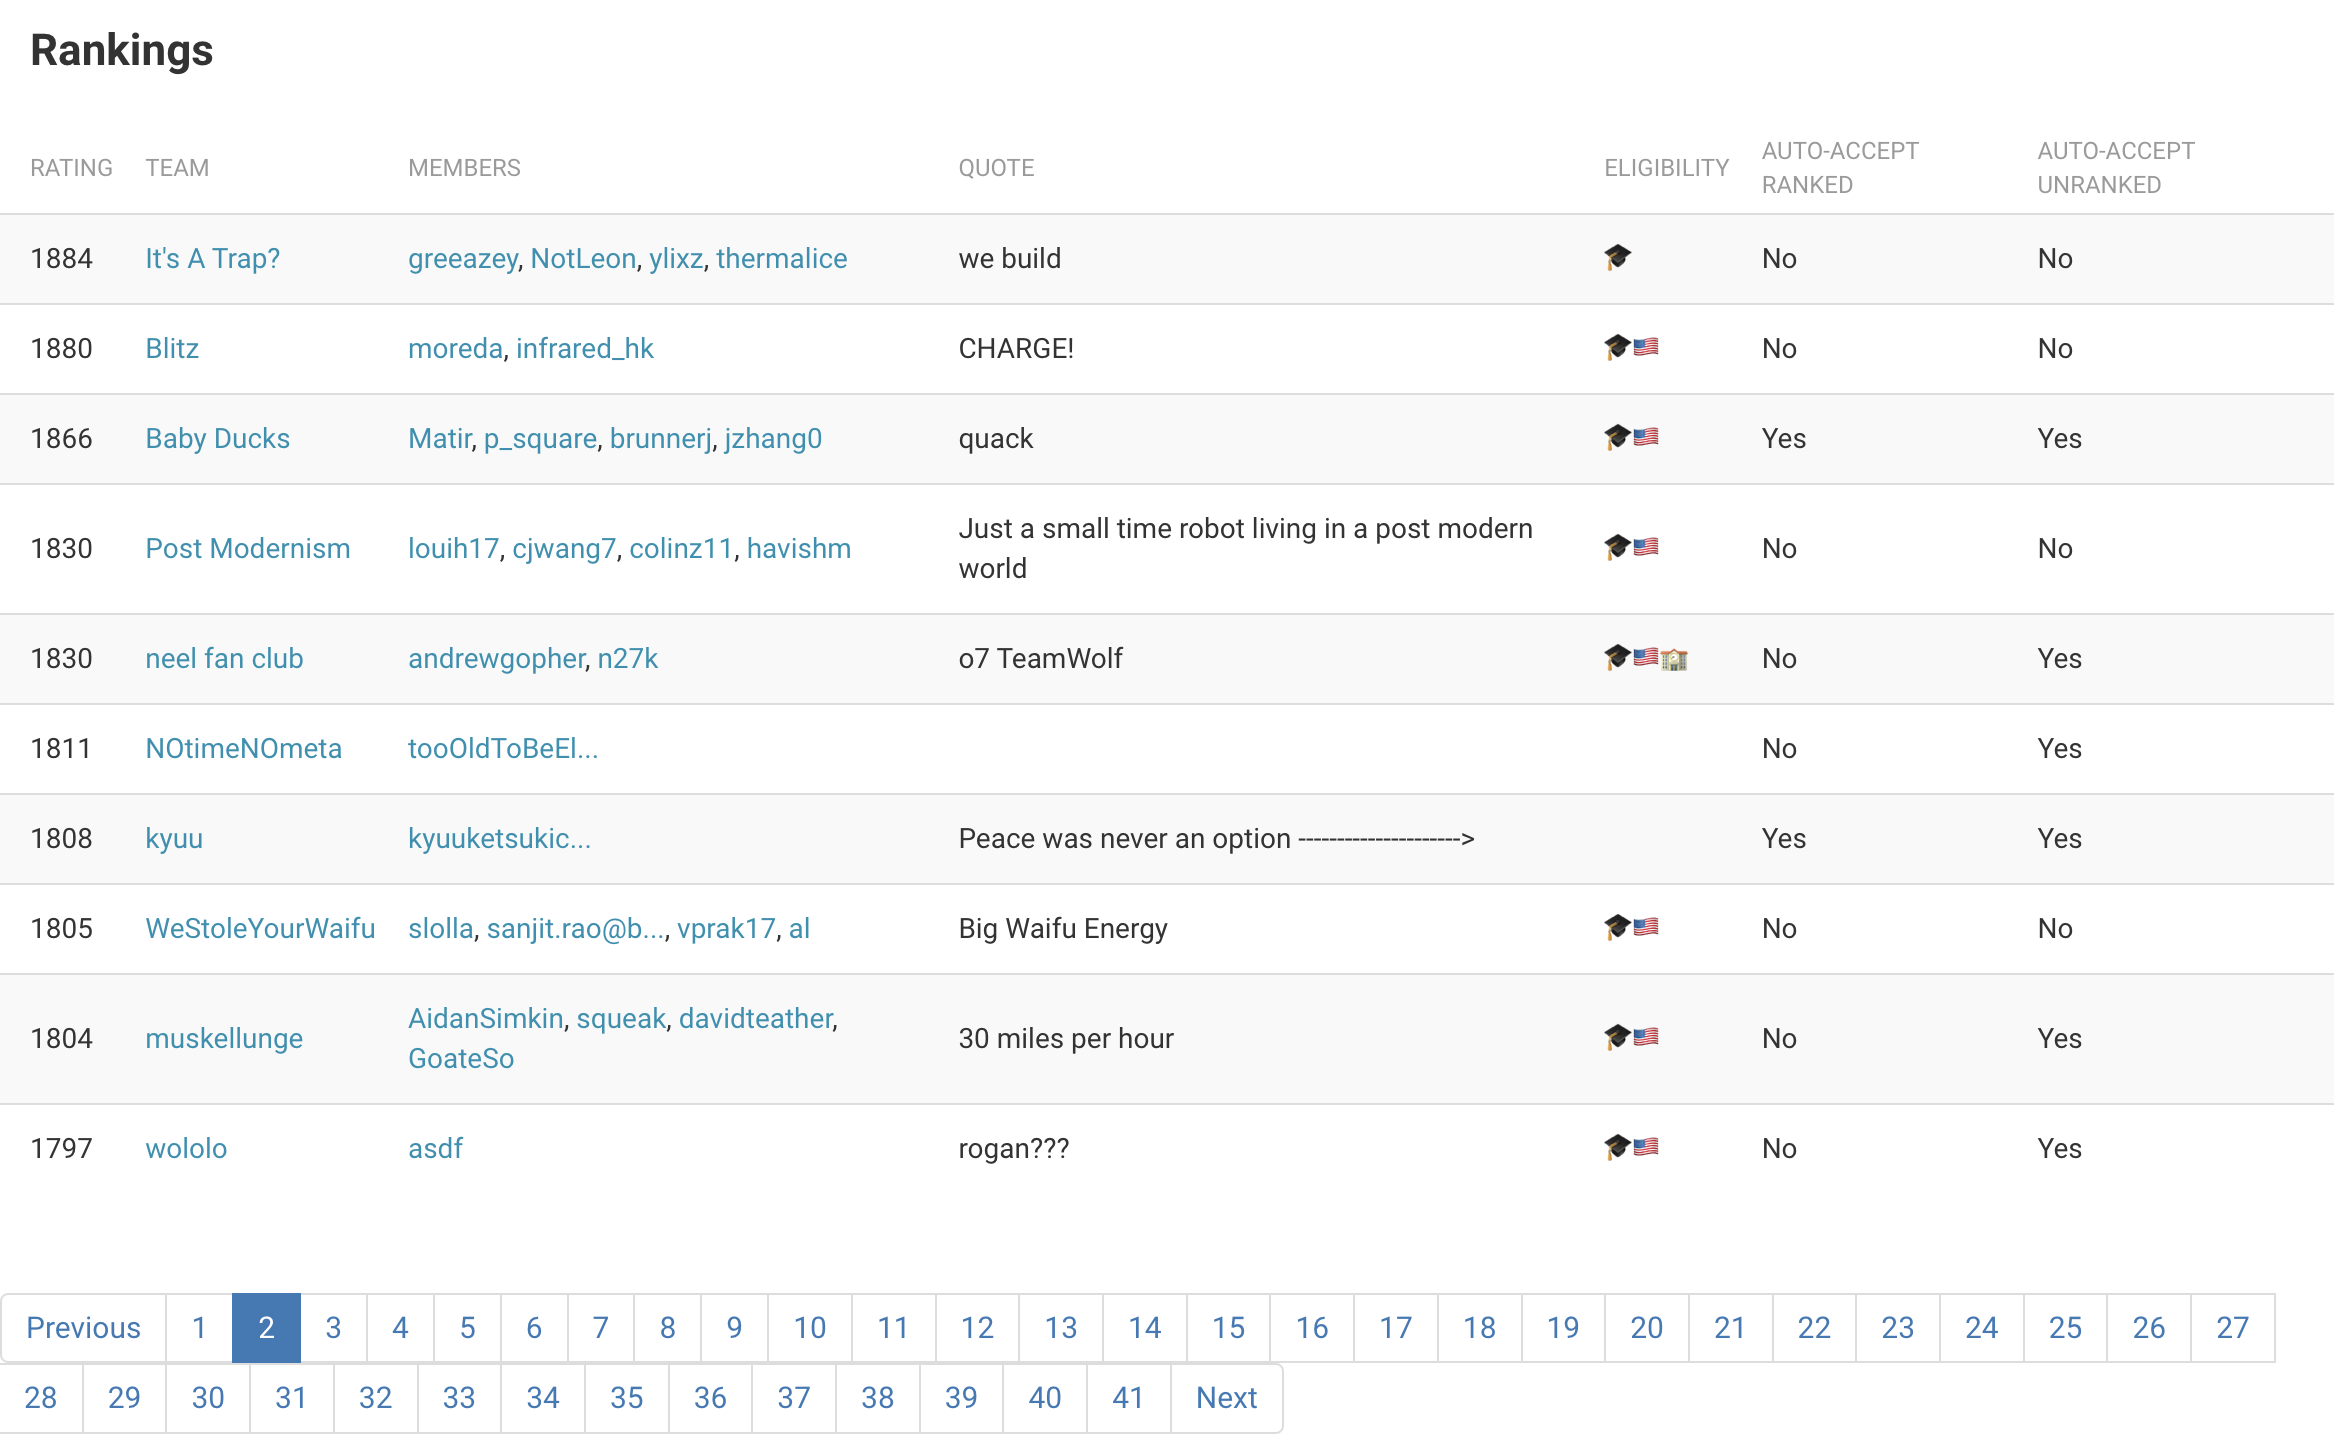 Rankings
RATING TEAM MEMBERS QUOTE ELIGIBILITY AUTO-ACCEPT RANKED AUTO-ACCEPT UNRANKED
1884 It's A Trap? greeazey, NotLeon, ylixz, thermalice we build No No
1880 Blitz moreda, infrared_hk CHARGE! No No
1866 Baby Ducks Matir, p_square, brunnerj, jzhang0 quack Yes Yes
1830 Post Modernism louih17, cjwang7, colinz11, havishm Just a small time robot living in a post modern world No No
1830 neel fan club andrewgopher, n27k o7 TeamWolf No Yes
1811 NOtimeNOmeta tooOldToBeEl... No Yes
1808 kyuu kyuuketsukic... Peace was never an option ---------------------> Yes Yes
1805 WeStoleYourWaifu slolla, sanjit.rao@b..., vprak17, al Big Waifu Energy No No
1804 muskellunge AidanSimkin, squeak, davidteather, GoateSo 30 miles per hour No Yes
1797 wololo asdf rogan??? No Yes
Previous 1 2 3 4 5 6 7 8 9 10 11 12 13 14 15 16 17 18 19 20 21 22 23 24 25 26 27
28 29 30 31 32 33 34 35 36 37 38 39 40 41 Next